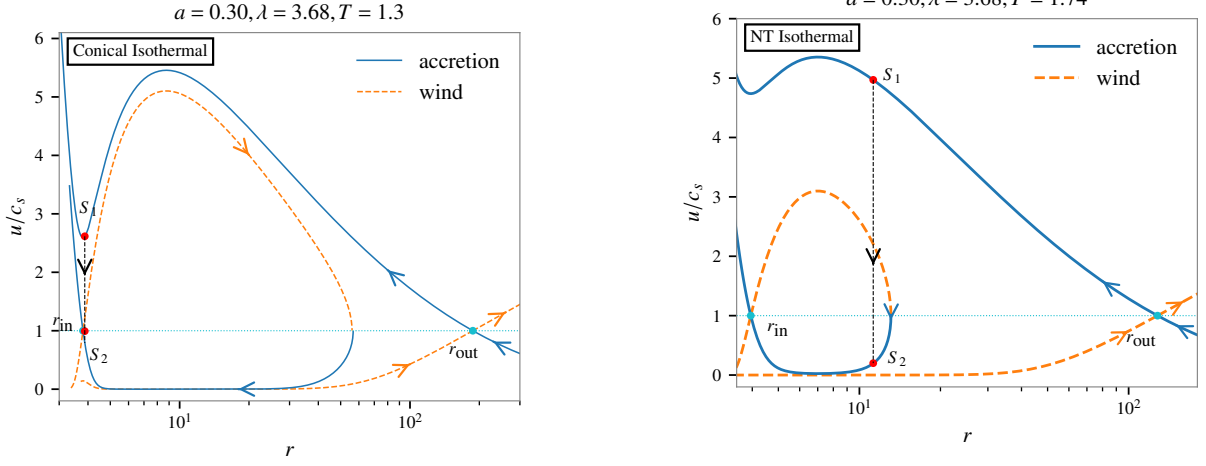 a = 0.30, λ = 3.68, T = 1.3
Conical Isothermal
accretion
wind
6
5
4
3
2
1
0
u/c_s
S_1
S_2
r_in
r_out
10^1
10^2
r
NT Isothermal
accretion
wind
6
5
4
3
2
1
0
u/c_s
S_1
S_2
r_in
r_out
10^1
10^2
r